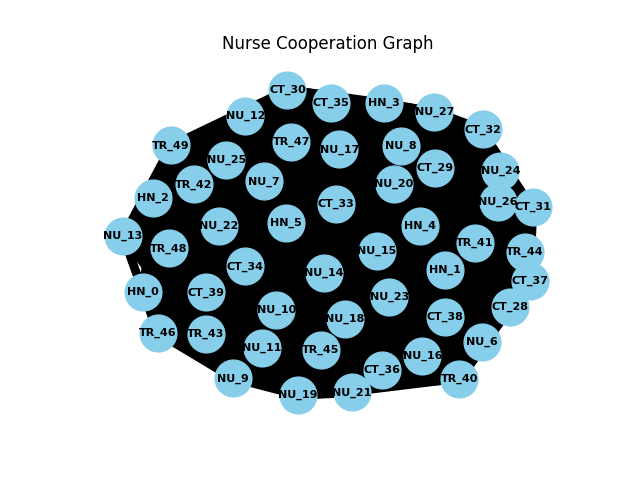 Nurse Cooperation Graph
CT_30
CT_35
HN_3
NU_27
NU_12
CT_32
TR_49
TR_47
NU_17
NU_8
NU_25
CT_29
NU_24
TR_42
NU_7
NU_20
HN_2
CT_33
NU_26
CT_31
NU_22
HN_5
HN_4
NU_13
TR_48
NU_15
TR_41
TR_44
CT_34
NU_14
HN_1
CT_37
HN_0
CT_39
NU_23
CT_28
NU_10
NU_18
CT_38
TR_46
TR_43
NU_11
TR_45
NU_6
NU_16
CT_36
NU_9
TR_40
NU_19
NU_21